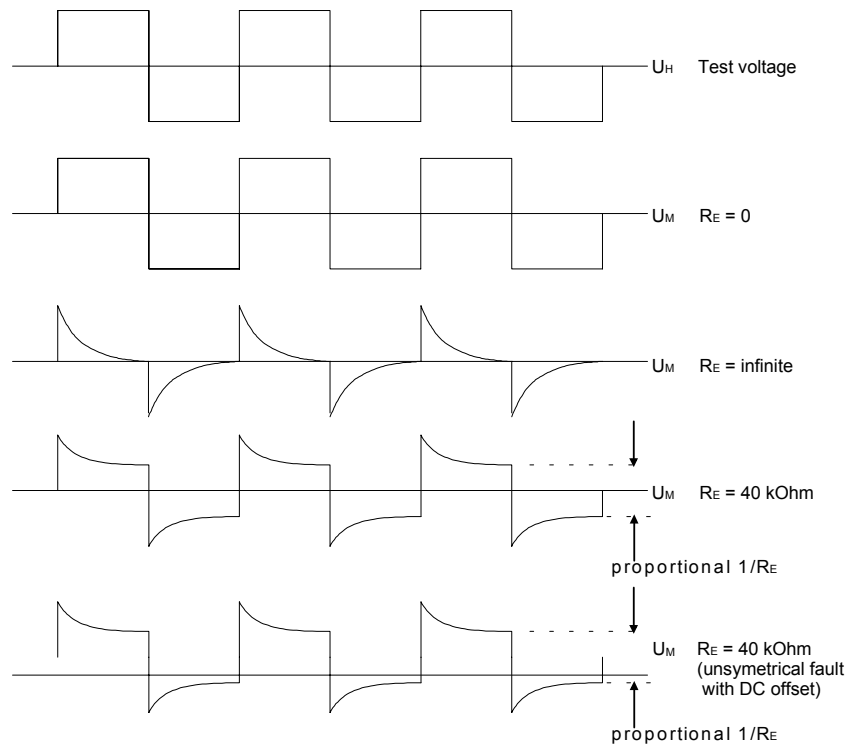 UH Test voltage
UM RE = 0
UM RE = infinite
UM RE = 40 kOhm
proportional 1/RE
UM RE = 40 kOhm
(unsymetrical fault
with DC offset)
proportional 1/RE